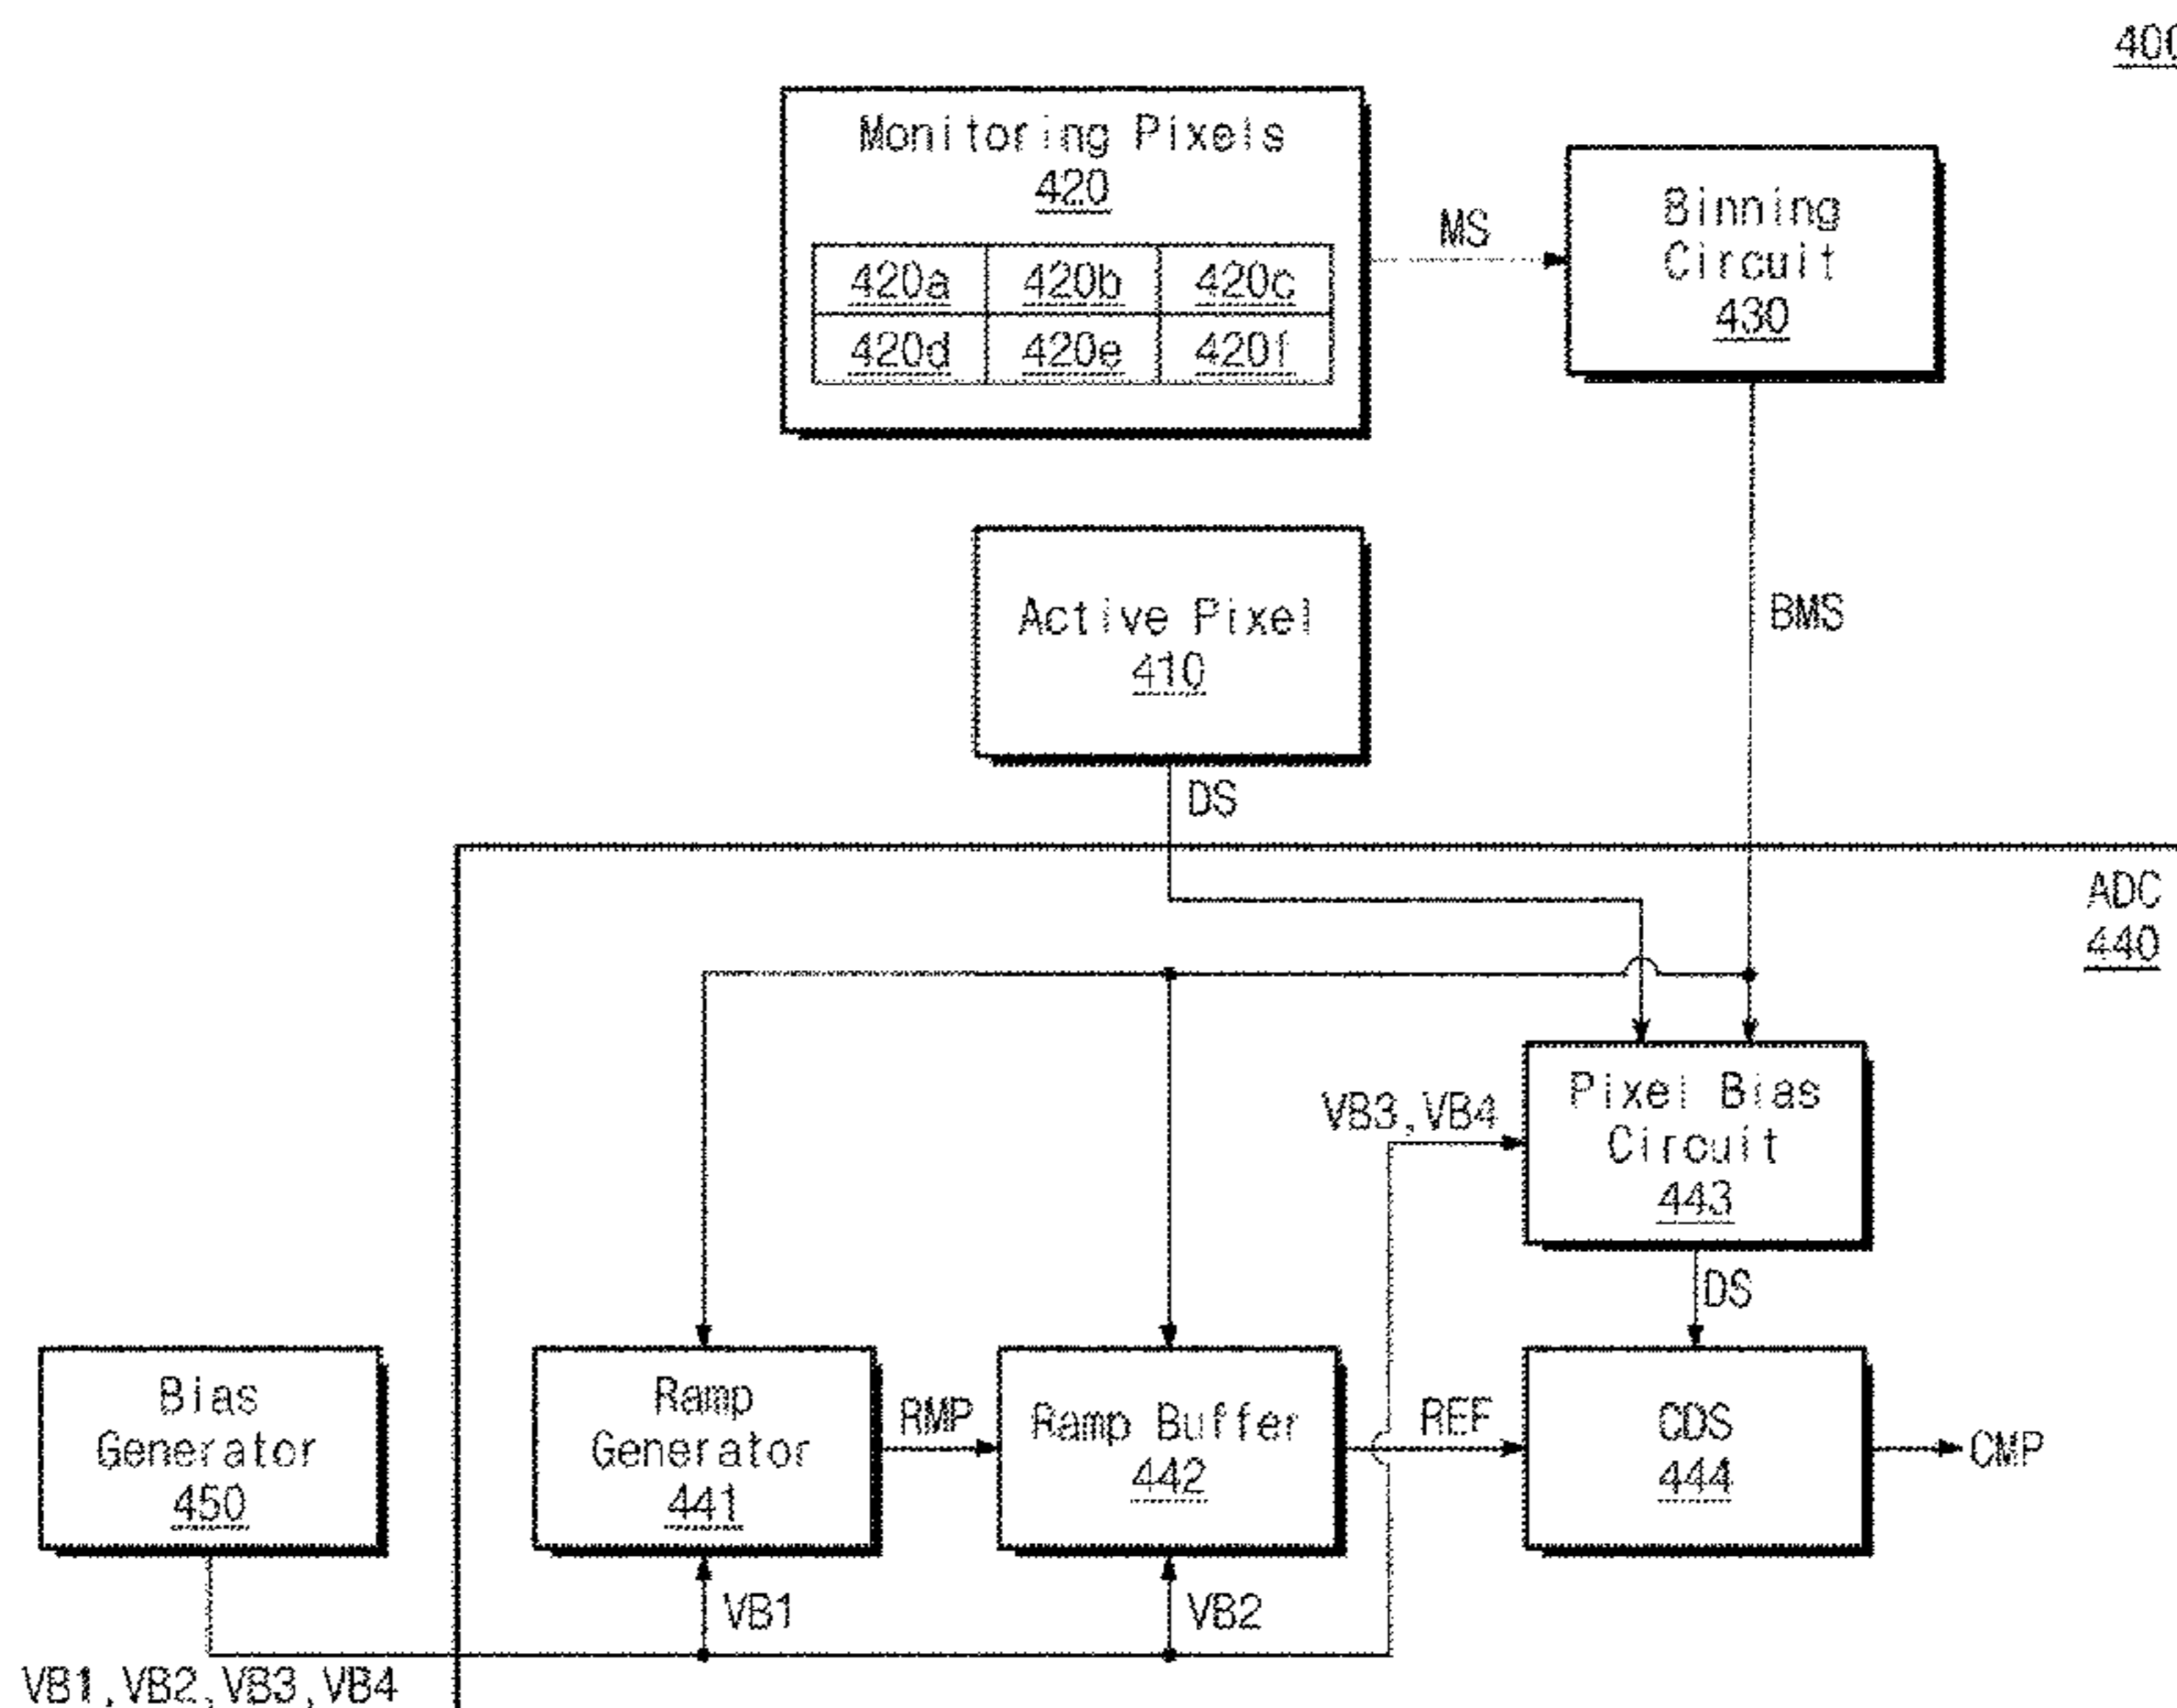 400
Monitoring Pixels
420
420a 420b 420c
420d 420e 420f
MS
Binning
Circuit
430
BMS
Active Pixel
410
DS
ADC
440
Pixel Bias
Circuit
443
VB3,VB4
DS
Bias
Generator
450
Ramp
Generator
441
RMP
Ramp Buffer
442
REF
CDS
444
CMP
VB1
VB2
VB1,VB2,VB3,VB4